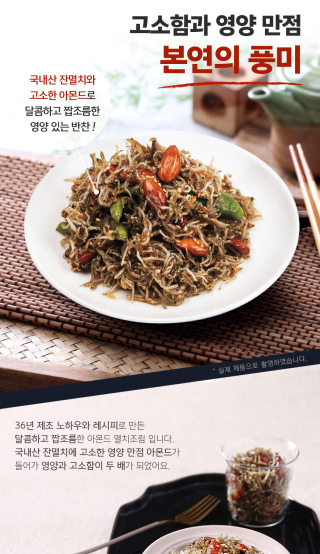 고소함과 영양 만점
본연의 풍미
국내산 잔멸치와
고소한 아몬드로
달콤하고 짭조름한
영양 있는 반찬 !
* 실제 제품으로 촬영하였습니다.
36년 제조 노하우와 레시피로 만든
달콤하고 짭조름한 아몬드 멸치조림 입니다.
국내산 잔멸치에 고소한 영양 만점 아몬드가
들어가 영양과 고소함이 두 배가 되었어요.